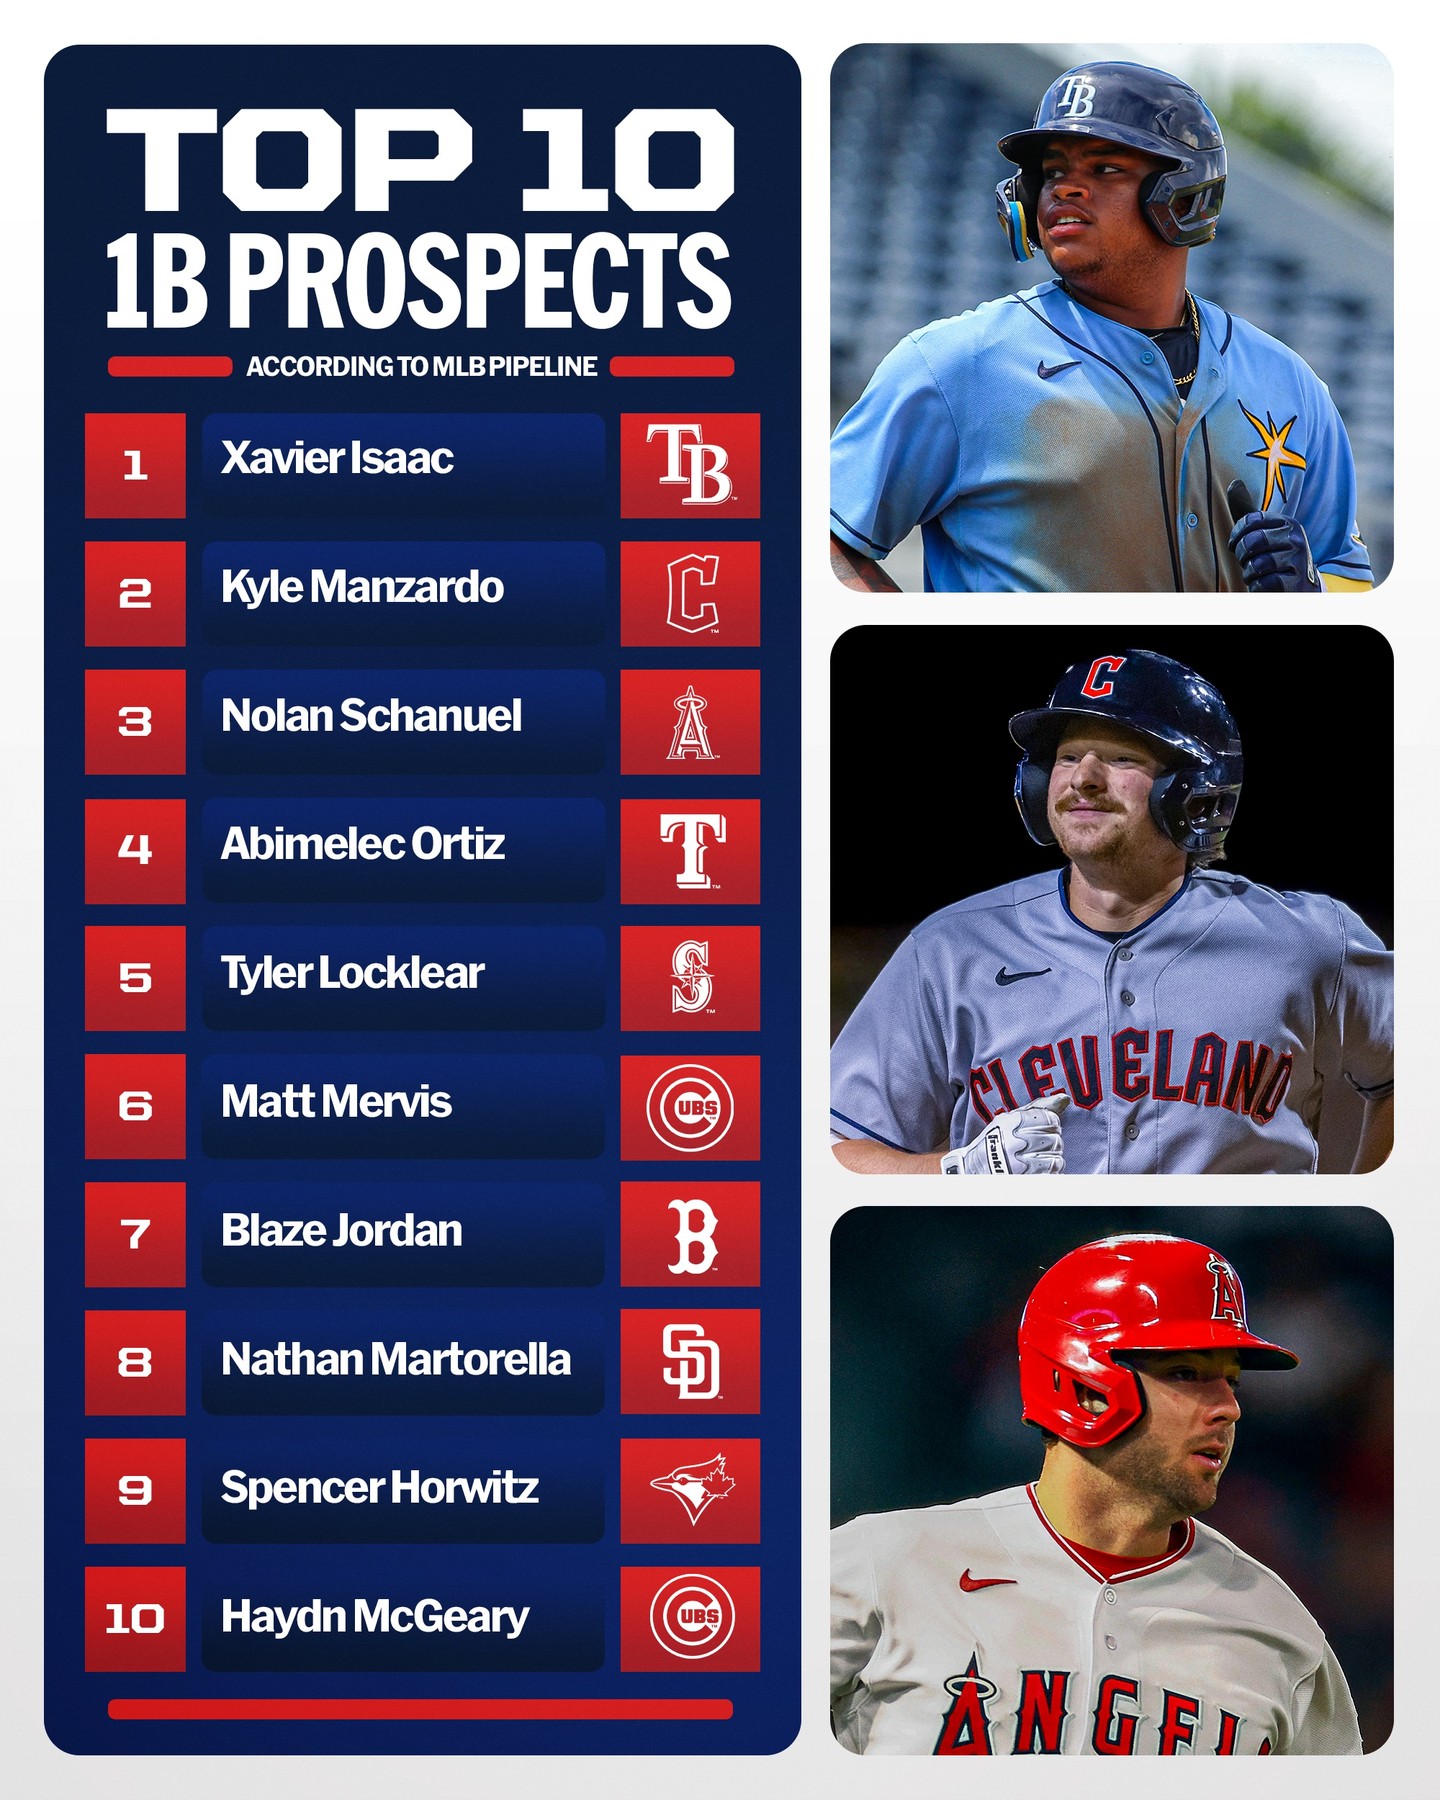 TOP 10
1B PROSPECTS
ACCORDING TO MLB PIPELINE
1 Xavier Isaac TB
2 Kyle Manzardo C
3 Nolan Schanuel A
4 Abimelec Ortiz T
5 Tyler Locklear S
6 Matt Mervis CUBS
7 Blaze Jordan B
8 Nathan Martorella SD
9 Spencer Horwitz
10 Haydn McGeary CUBS
TB
C
CLEVELAND
Frankl
A
ANGEL